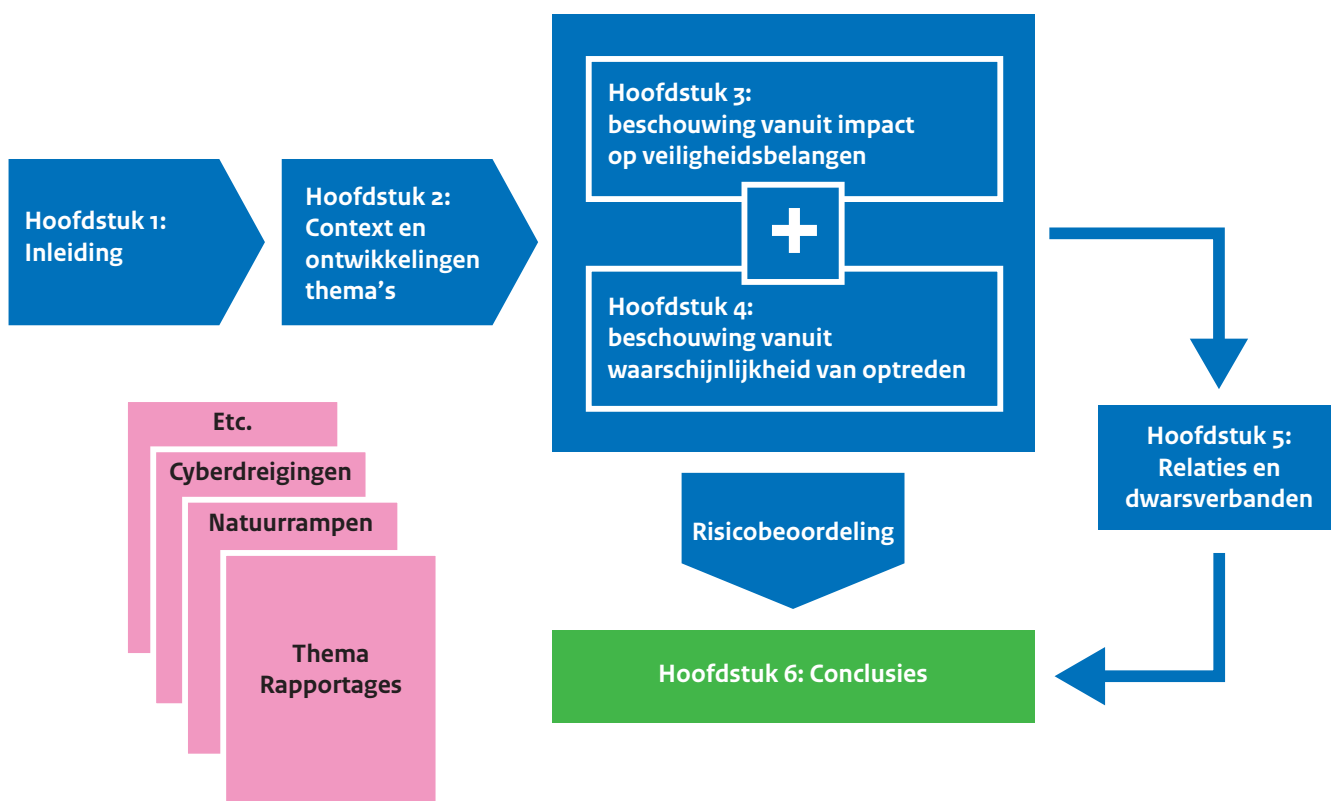 Hoofdstuk 1:
Inleiding
Hoofdstuk 2:
Context en
ontwikkelingen
thema's
Hoofdstuk 3:
beschouwing vanuit impact
op veiligheidsbelangen
+
Hoofdstuk 4:
beschouwing vanuit
waarschijnlijkheid van optreden
Hoofdstuk 5:
Relaties en
dwarsverbanden
Risicobeoordeling
Hoofdstuk 6: Conclusies
Etc.
Cyberdreigingen
Natuurrampen
Thema
Rapportages